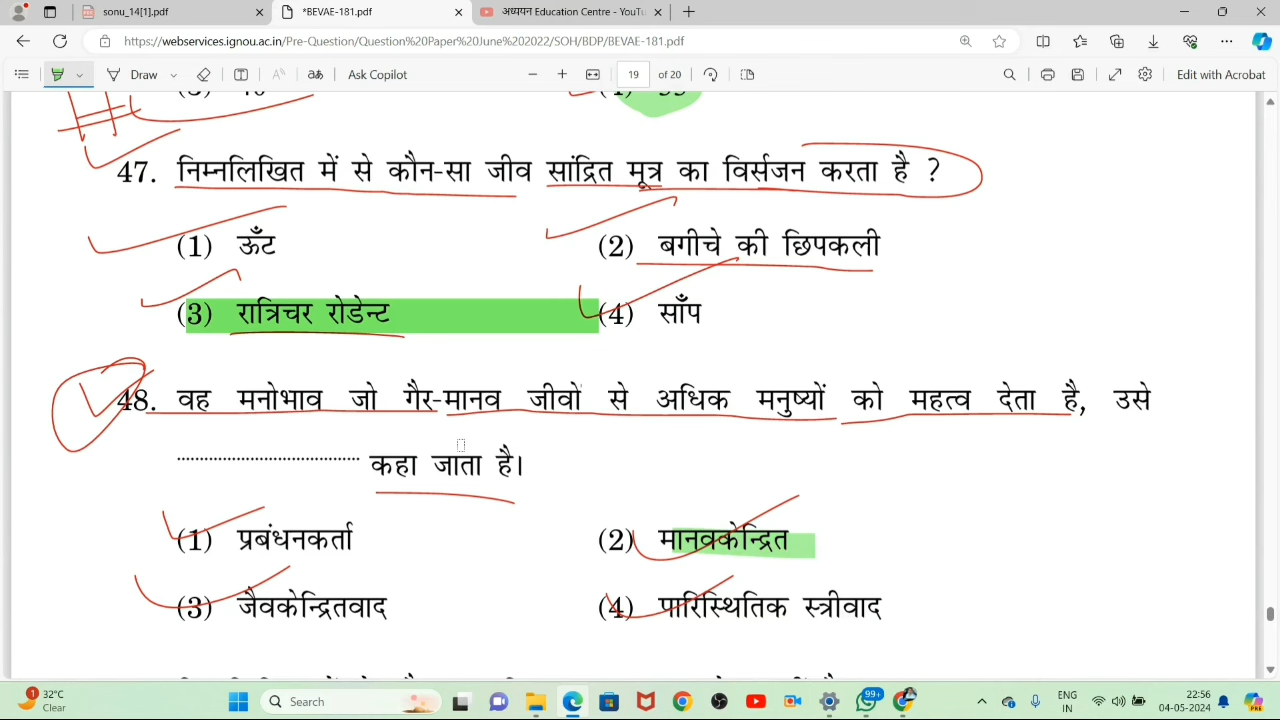 sonu_14[1].pdf
*BEVAE-181.pdf
अध्ययन Education Centre - YouTu
https://webservices.ignou.ac.in/Pre-Question/Question%20Paper%20June%202022/SOH/BDP/BEVAE-181.pdf
Draw
Ask Copilot
19 of 20
Edit with Acrobat
47. निम्नलिखित में से कौन-सा जीव सांद्रित मूत्र का विर्सजन करता है ?
(1) ऊँट
(2) बगीचे की छिपकली
(3) रात्रिचर रोडेन्ट
(4) साँप
48. वह मनोभाव जो गैर-मानव जीवों से अधिक मनुष्यों को महत्व देता है, उसे
.................................... कहा जाता है।
(1) प्रबंधनकर्ता
(2) मानवकेन्द्रित
(3) जैवकेन्द्रितवाद
(4) पारिस्थितिक स्त्रीवाद
1
32°C
Clear
Search
99+
ENG
IN
22:56
04-05-2024